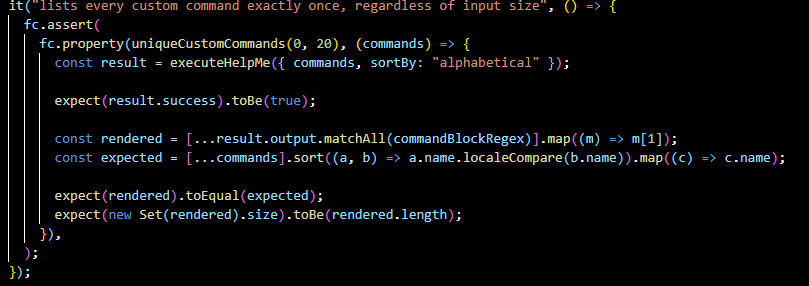 it("lists every custom command exactly once, regardless of input size", () => {
fc.assert(
fc.property(uniqueCustomCommands(0, 20), (commands) => {
const result = executeHelpMe({ commands, sortBy: "alphabetical" });
expect(result.success).toBe(true);
const rendered = [...result.output.matchAll(commandBlockRegex)].map((m) => m[1]);
const expected = [...commands].sort((a, b) => a.name.localeCompare(b.name)).map((c) => c.name);
expect(rendered).toEqual(expected);
expect(new Set(rendered).size).toBe(rendered.length);
}),
);
});